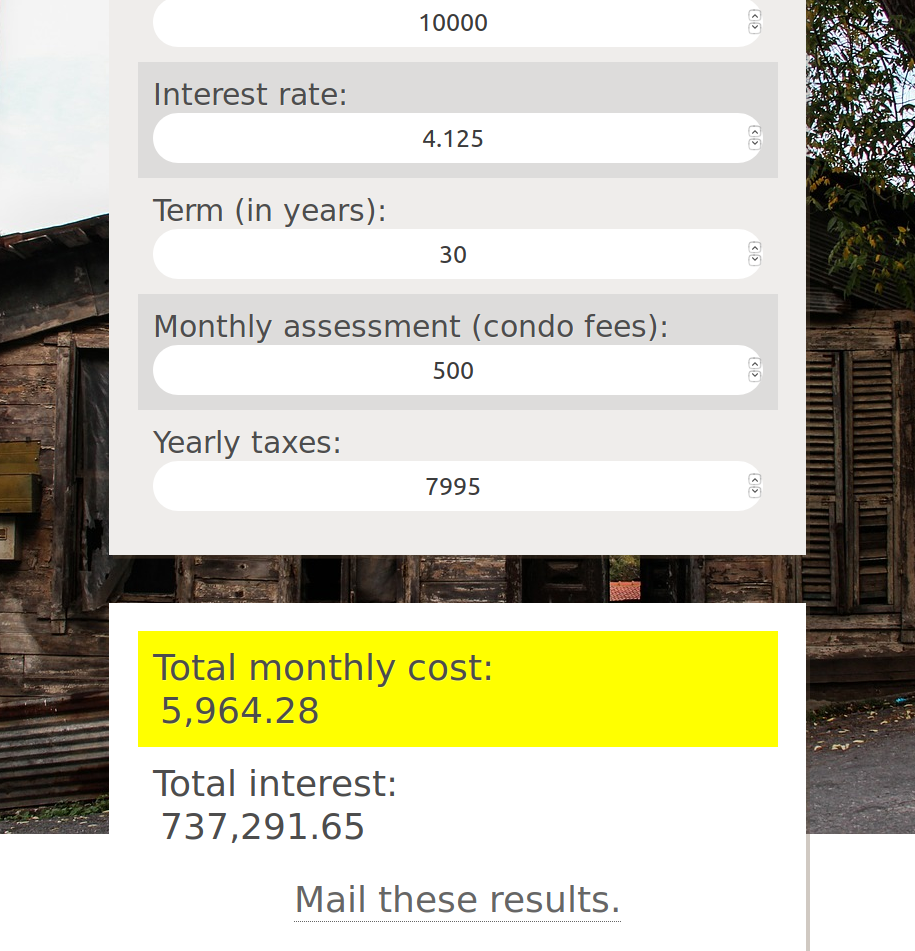 10000
Interest rate:
4.125
Term (in years):
30
Monthly assessment (condo fees):
500
Yearly taxes:
7995
Total monthly cost:
5,964.28
Total interest:
737,291.65
Mail these results.